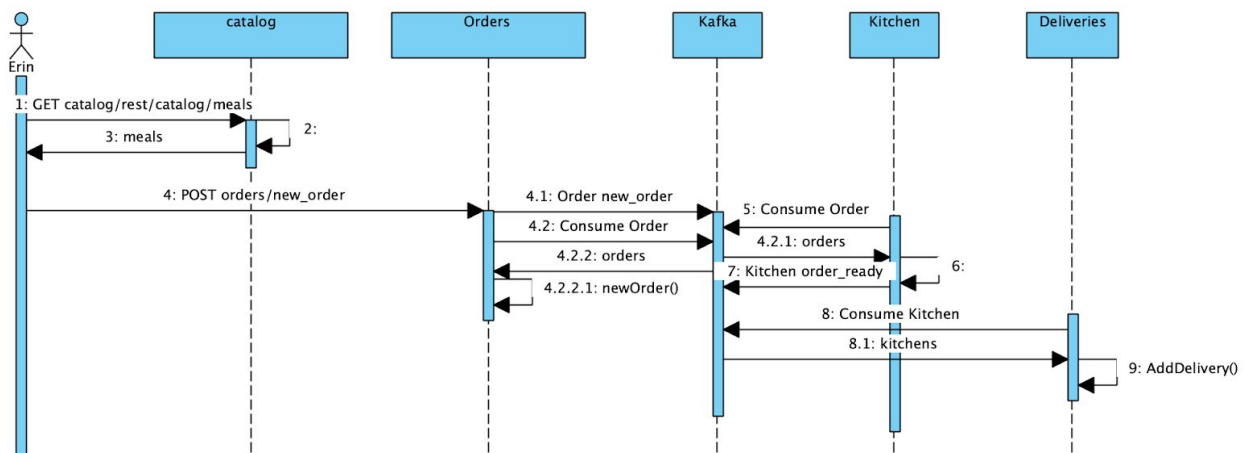 catalog
Orders
Kafka
Kitchen
Deliveries
Erin
1: GET catalog/rest/catalog/meals
2:
3: meals
4: POST orders/new_order
4.1: Order new_order
5: Consume Order
4.2: Consume Order
4.2.1: orders
4.2.2: orders
6:
7: Kitchen order_ready
4.2.2.1: newOrder()
8: Consume Kitchen
8.1: kitchens
9: AddDelivery()